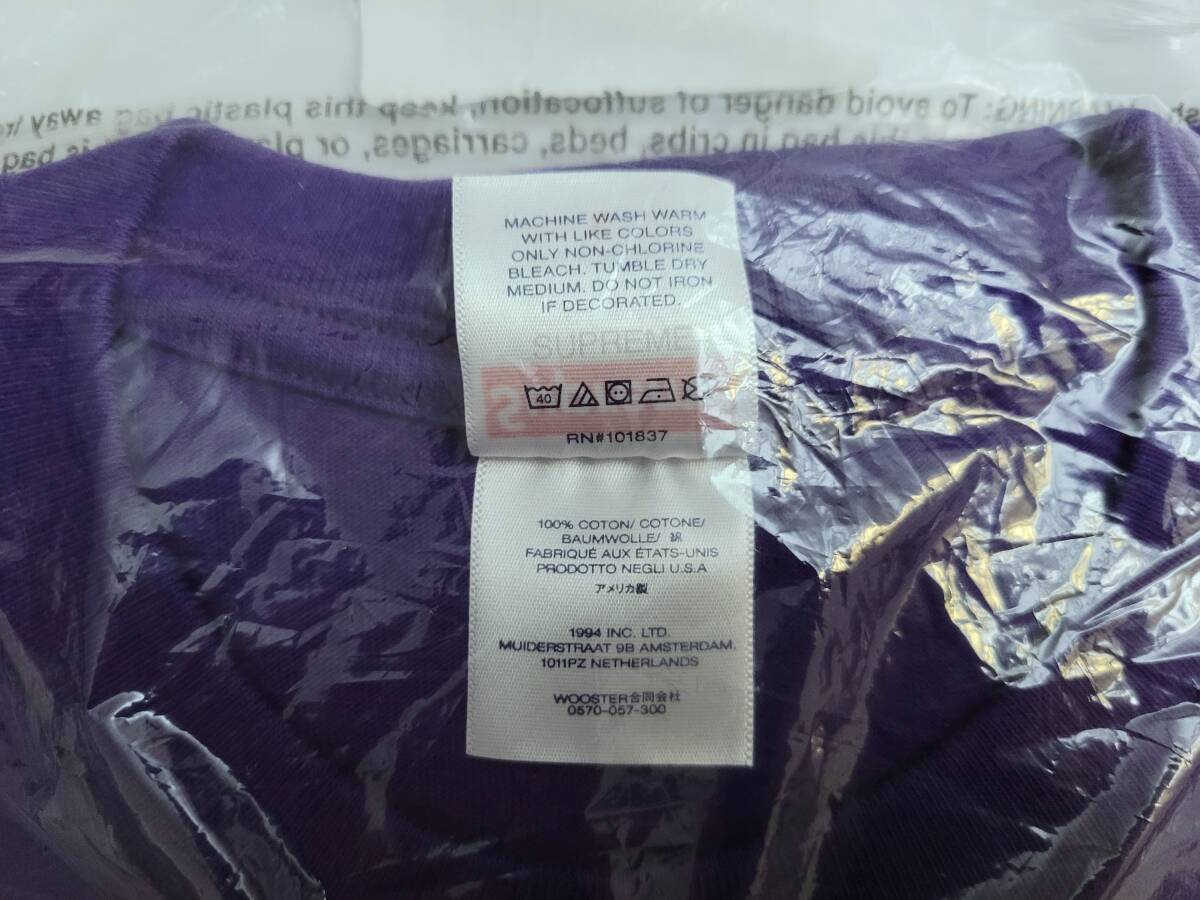 WARNING: To avoid danger of suffocation, keep this plastic bag away
this bag in cribs, beds, carriages, or
MACHINE WASH WARM
WITH LIKE COLORS
ONLY NON-CHLORINE
BLEACH. TUMBLE DRY
MEDIUM. DO NOT IRON
IF DECORATED.
SUPREME
40
RN#101837
100% COTON/ COTONE/
BAUMWOLLE/ 綿
FABRIQUÉ AUX ÉTATS-UNIS
PRODOTTO NEGLI U.S.A
アメリカ製
1994 INC. LTD.
MUIDERSTRAAT 9B AMSTERDAM,
1011PZ NETHERLANDS
WOOSTER合同会社
0570-057-300